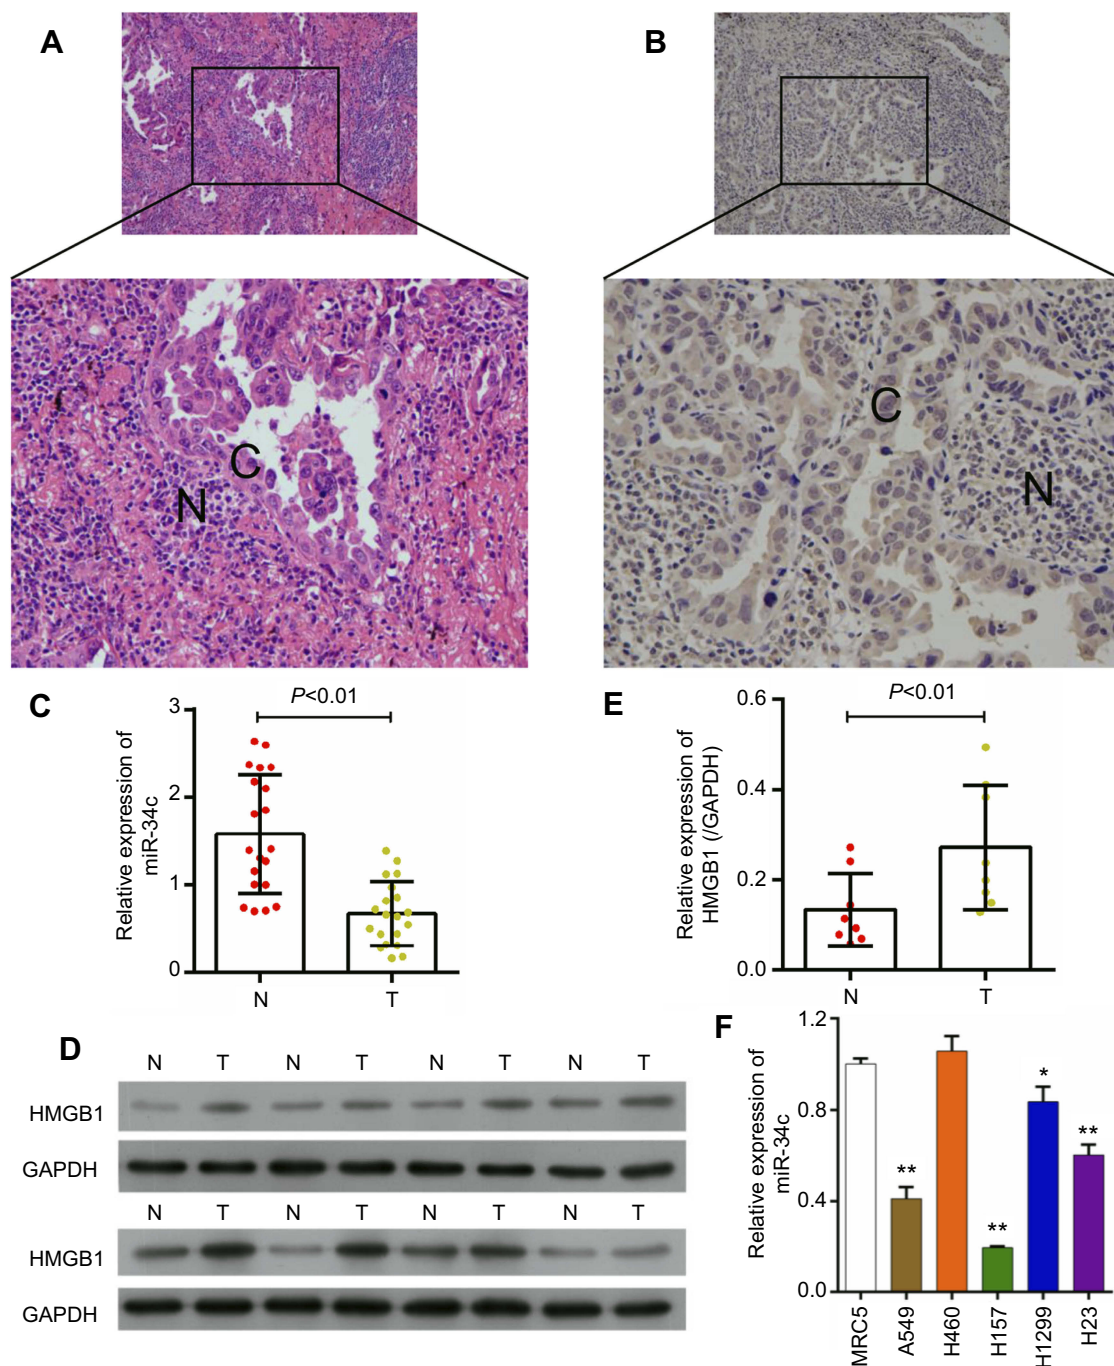 A
B
C
N
C
N
C
P<0.01
Relative expression of
miR-34c
3
2
1
0
N
T
E
P<0.01
Relative expression of
HMGB1 (/GAPDH)
0.6
0.4
0.2
0.0
N
T
D
N T N T N T N T
HMGB1
GAPDH
N T N T N T N T
HMGB1
GAPDH
F
Relative expression of
miR-34c
1.2
0.8
0.4
0.0
**
**
*
**
MRC5
A549
H460
H157
H1299
H23